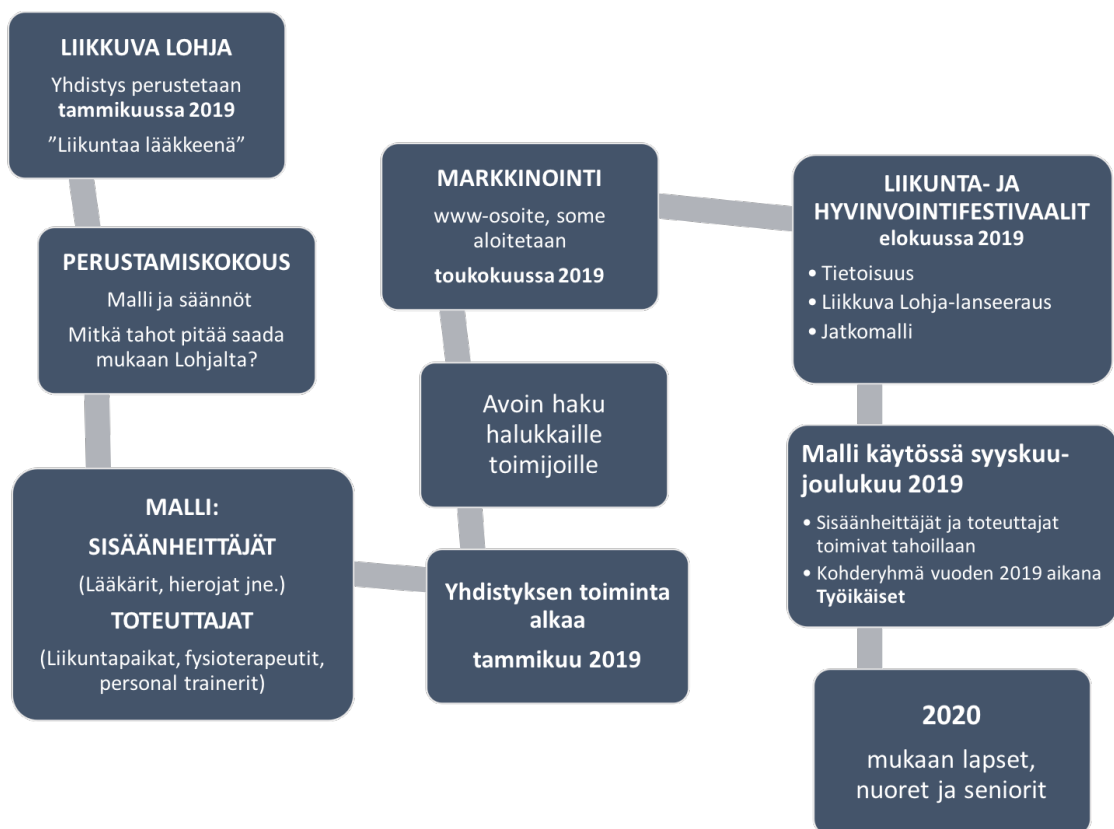 LIIKKUVA LOHJA
Yhdistys perustetaan
tammikuussa 2019
”Liikuntaa lääkkeenä”
PERUSTAMISKOKOUS
Malli ja säännöt
Mitkä tahot pitää saada
mukaan Lohjalta?
MALLI:
SISÄÄNHEITTÄJÄT
(Lääkärit, hierojat jne.)
TOTEUTTAJAT
(Liikuntapaikat, fysioterapeutit,
personal trainerit)
Yhdistyksen toiminta
alkaa
tammikuu 2019
Avoin haku
halukkaille
toimijoille
MARKKINOINTI
www-osoite, some
aloitetaan
toukokuussa 2019
LIIKUNTA- JA
HYVINVOINTIFESTIVAALIT
elokuussa 2019
• Tietoisuus
• Liikkuva Lohja-lanseeraus
• Jatkomalli
Malli käytössä syyskuu-
joulukuu 2019
• Sisäänheittäjät ja toteuttajat
toimivat tahoillaan
• Kohderyhmä vuoden 2019 aikana
Työikäiset
2020
mukaan lapset,
nuoret ja seniorit